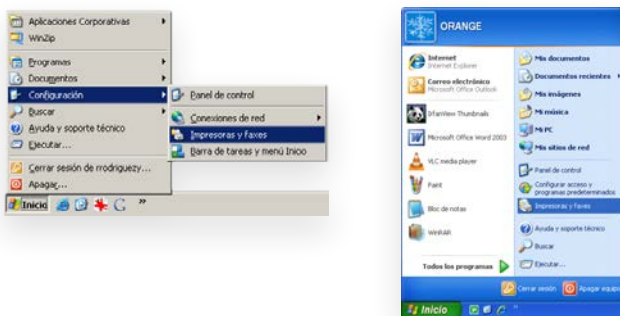 Aplicaciones Corporativas
WinZip
Programas
Documentos
Configuración
Buscar
Ayuda y soporte técnico
Ejecutar...
Cerrar sesión de rrodriguezy...
Apagar...
Inicio
»
Panel de control
Conexiones de red
Impresoras y faxes
Barra de tareas y menú Inicio
ORANGE
Internet
Internet Explorer
Correo electrónico
Microsoft Office Outlook
IrfanView Thumbnails
Microsoft Office Word 2003
VLC media player
Paint
Bloc de notas
WinRAR
Todos los programas
Mis documentos
Documentos recientes
Mis imágenes
Mi música
Mi PC
Mis sitios de red
Panel de control
Configurar acceso y
programas predeterminados
Impresoras y faxes
Ayuda y soporte técnico
Buscar
Ejecutar...
Cerrar sesión
Apagar equipo
Inicio